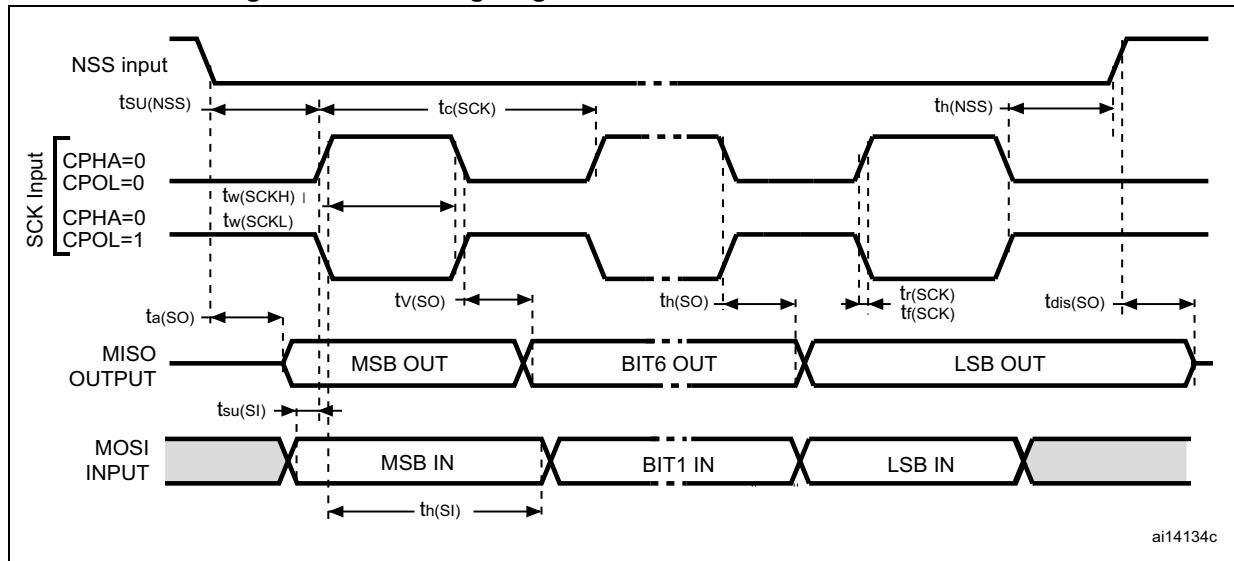 NSS input
tSU(NSS)
tc(SCK)
th(NSS)
SCK Input
CPHA=0
CPOL=0
tw(SCKH)
CPHA=0
tw(SCKL)
CPOL=1
tV(SO)
th(SO)
tr(SCK)
tf(SCK)
tdis(SO)
ta(SO)
MISO
OUTPUT
MSB OUT
BIT6 OUT
LSB OUT
tsu(SI)
MOSI
INPUT
MSB IN
BIT1 IN
LSB IN
th(SI)
ai14134c